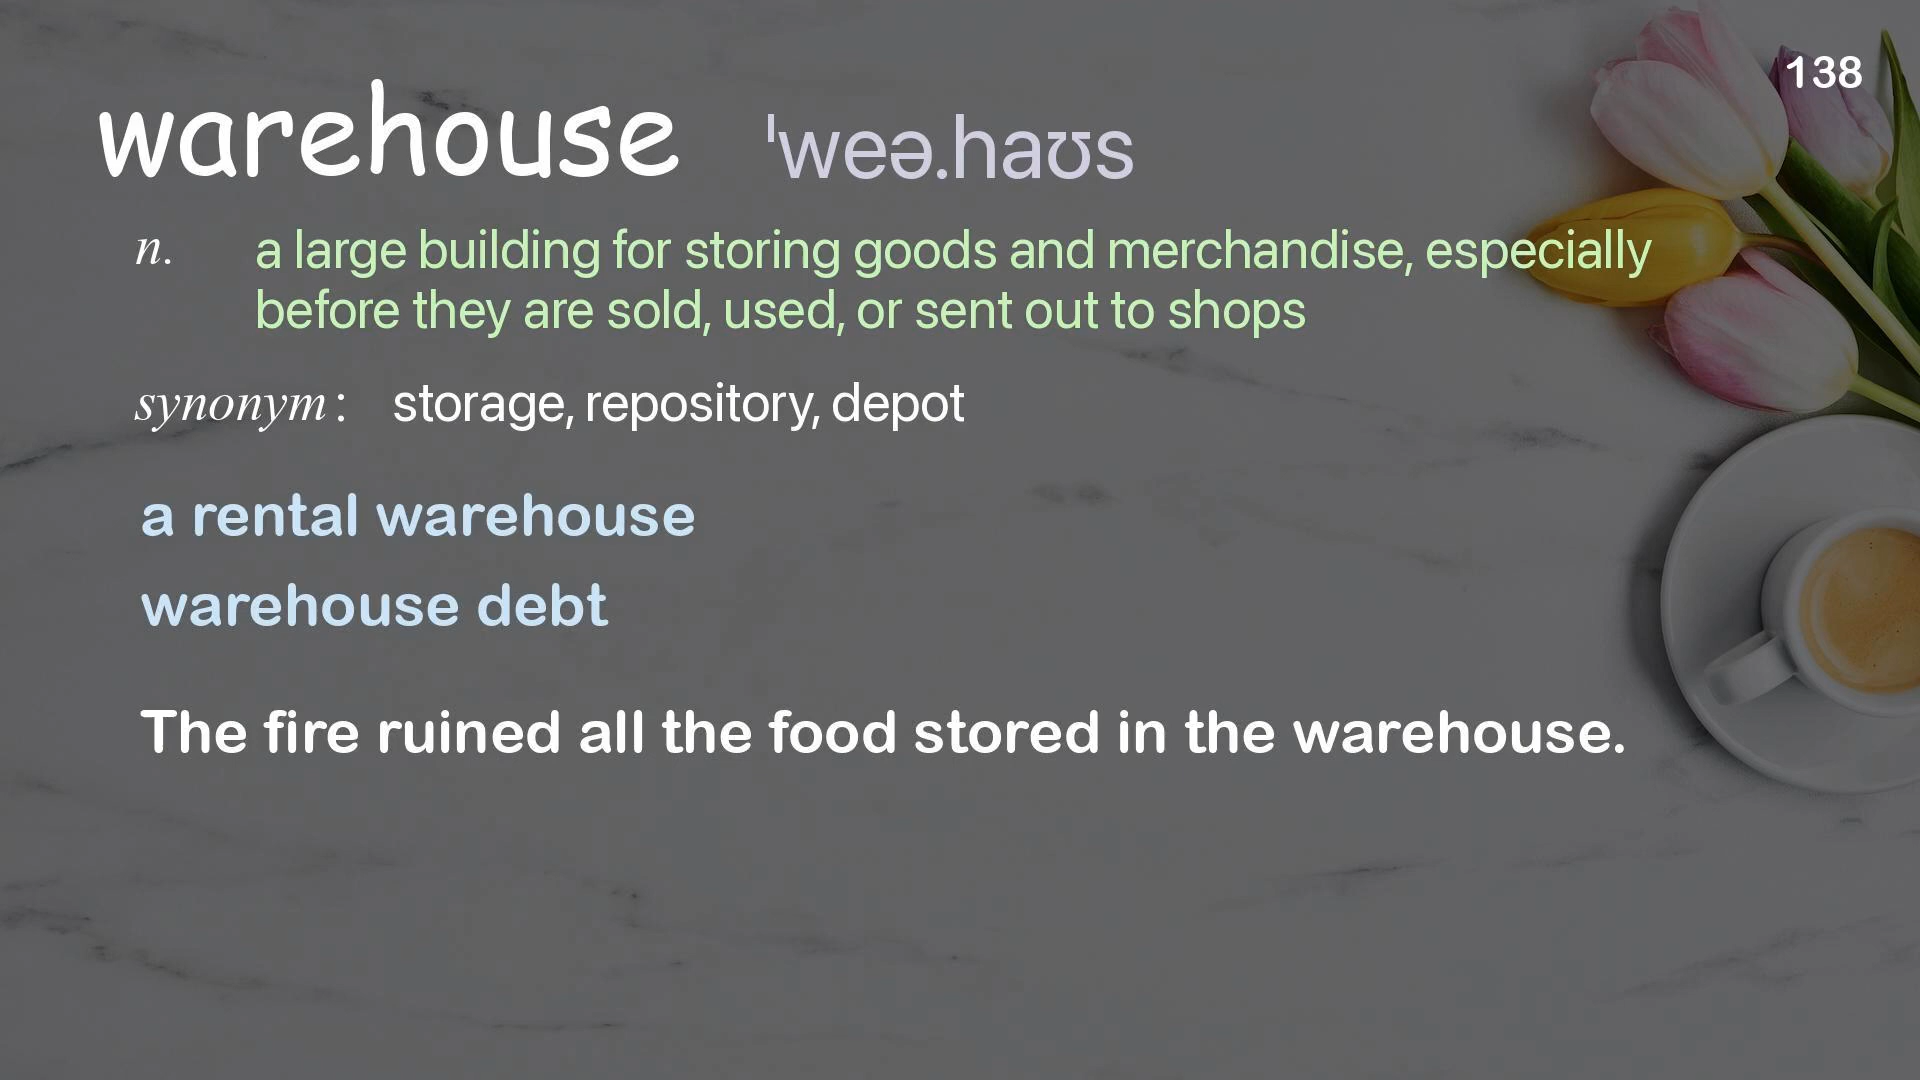 138
warehouse ˈweə.haʊs
n. a large building for storing goods and merchandise, especially
before they are sold, used, or sent out to shops
synonym: storage, repository, depot
a rental warehouse
warehouse debt
The fire ruined all the food stored in the warehouse.